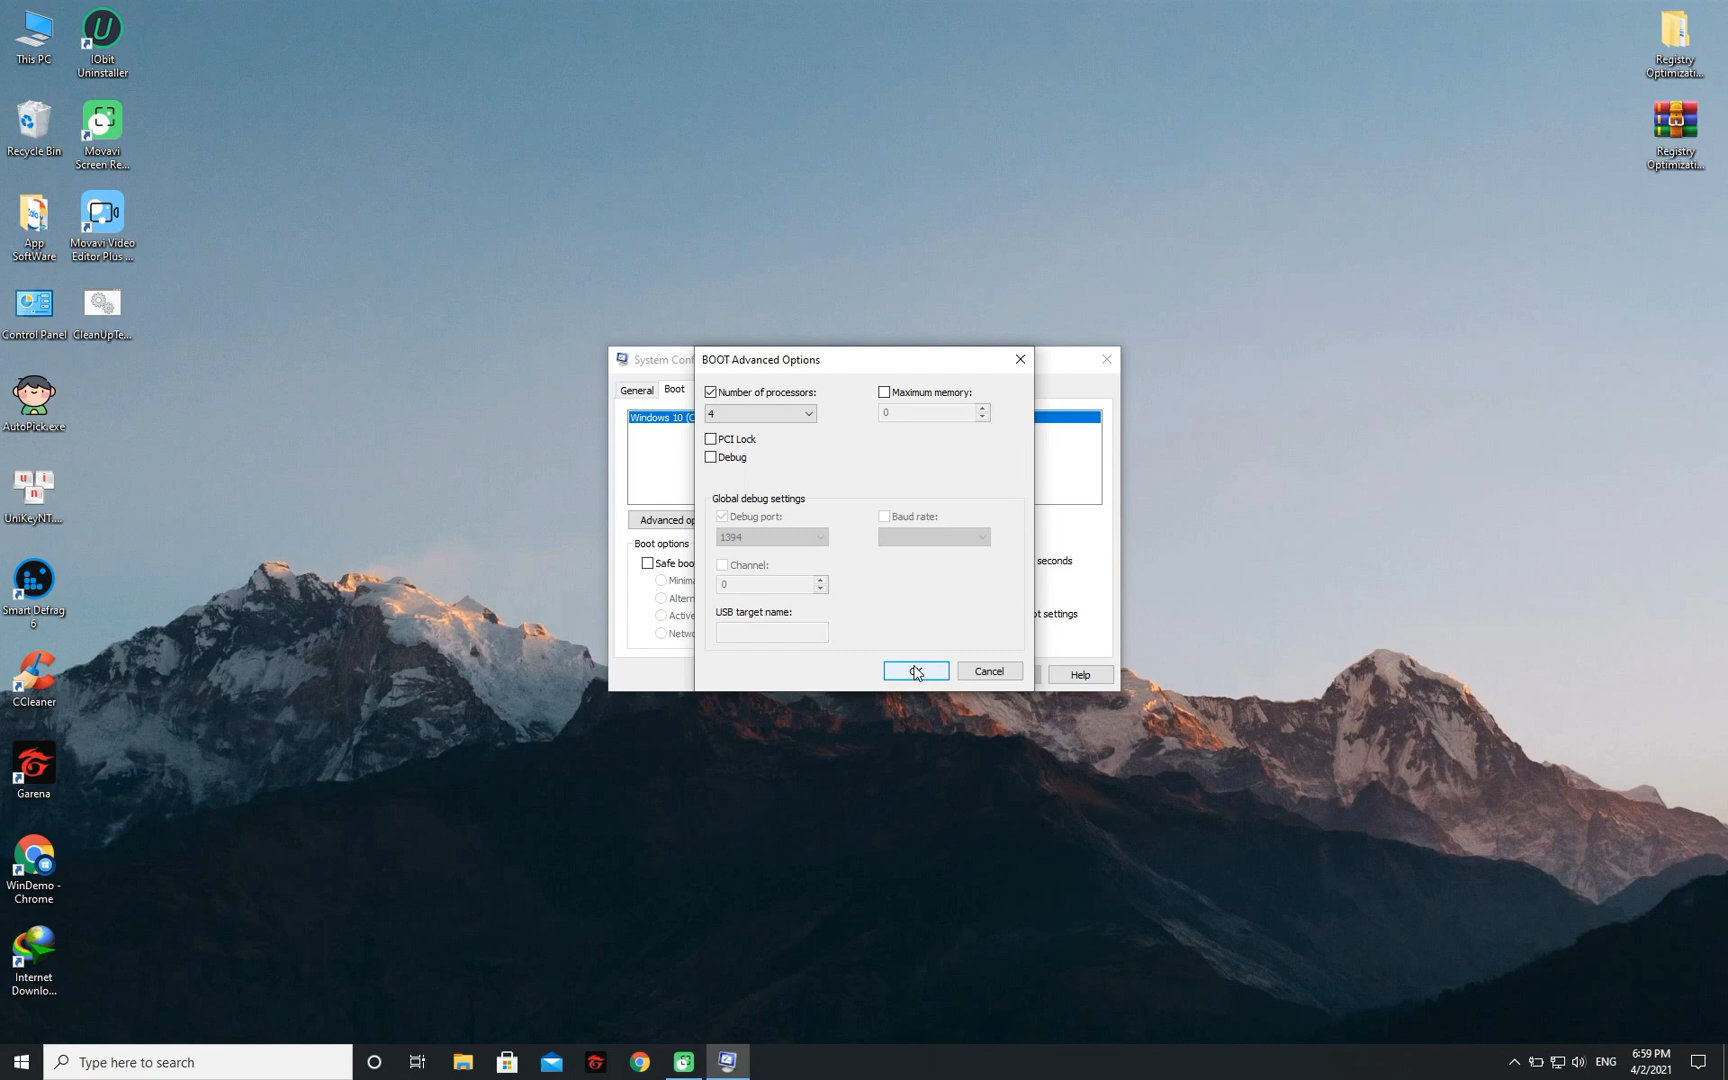 This PC
IObit
Uninstaller
Recycle Bin
Movavi
Screen Re...
App
SoftWare
Movavi Video
Editor Plus ...
Control Panel
CleanUpTe...
AutoPick.exe
UniKeyNT....
Smart Defrag
6
CCleaner
Garena
WinDemo -
Chrome
Internet
Downlo...
Registry
Optimizati...
Registry
Optimizati...
System Conf
General
Boot
Windows 10 (C
Advanced op
Boot options
Safe boo
Minima
Altern
Active
Netwo
seconds
ot settings
Help
BOOT Advanced Options
Number of processors:
4
Maximum memory:
0
PCI Lock
Debug
Global debug settings
Debug port:
1394
Baud rate:
Channel:
0
USB target name:
Cancel
Type here to search
ENG
6:59 PM
4/2/2021